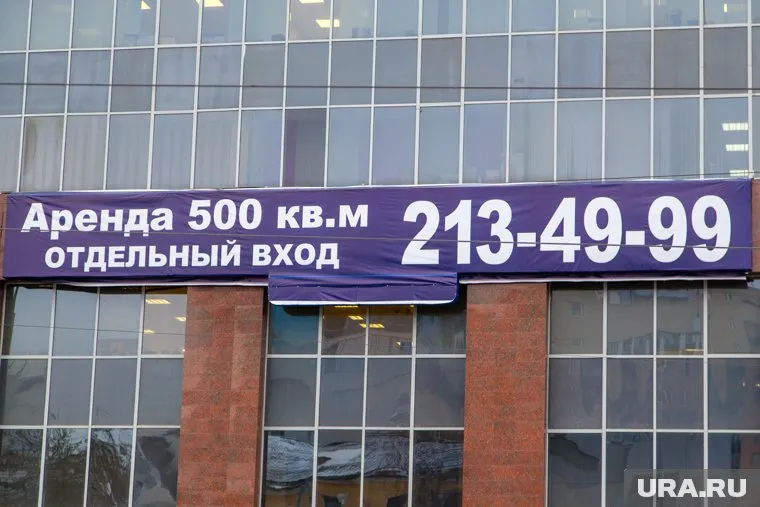 Аренда 500 кв.м
ОТДЕЛЬНЫЙ ВХОД
213-49-99
URA.RU